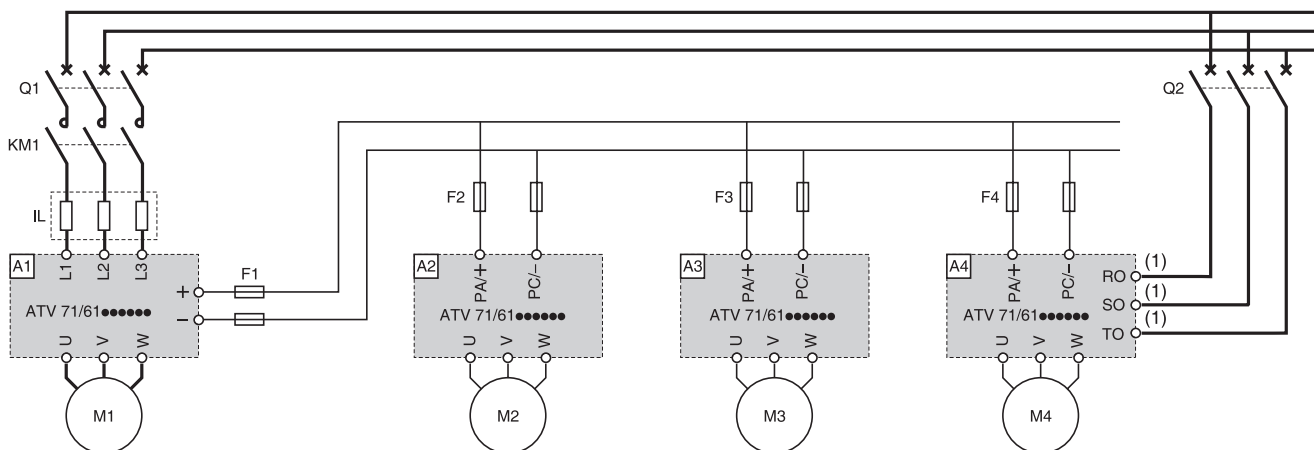 Q1
Q2
KM1
IL
F1
F2
F3
F4
A1
L1 L2 L3
+
−
ATV 71/61●●●●●●
U V W
M1
A2
PA/+ PC/−
ATV 71/61●●●●●●
U V W
M2
A3
PA/+ PC/-
ATV 71/61●●●●●●
U V W
M3
A4
PA/+ PC/-
ATV 71/61●●●●●●
RO (1)
SO (1)
TO (1)
U V W
M4